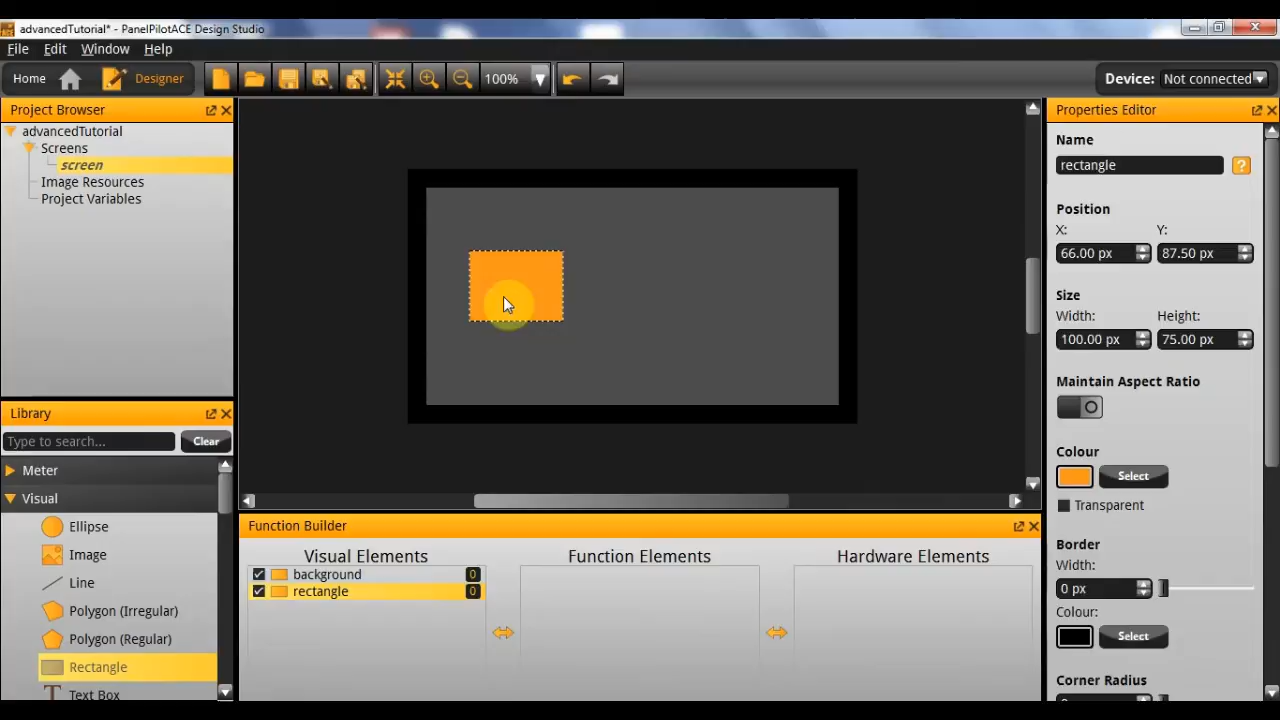 advancedTutorial* - PanelPilotACE Design Studio
File Edit Window Help
Home Designer 100% Device: Not connected
Project Browser
advancedTutorial
Screens
screen
Image Resources
Project Variables
Library
Type to search... Clear
Meter
Visual
Ellipse
Image
Line
Polygon (Irregular)
Polygon (Regular)
Rectangle
Text Box
Function Builder
Visual Elements Function Elements Hardware Elements
background 0
rectangle 0
Properties Editor
Name
rectangle ?
Position
X: Y:
66.00 px 87.50 px
Size
Width: Height:
100.00 px 75.00 px
Maintain Aspect Ratio
Colour
Select
Transparent
Border
Width:
0 px
Colour:
Select
Corner Radius